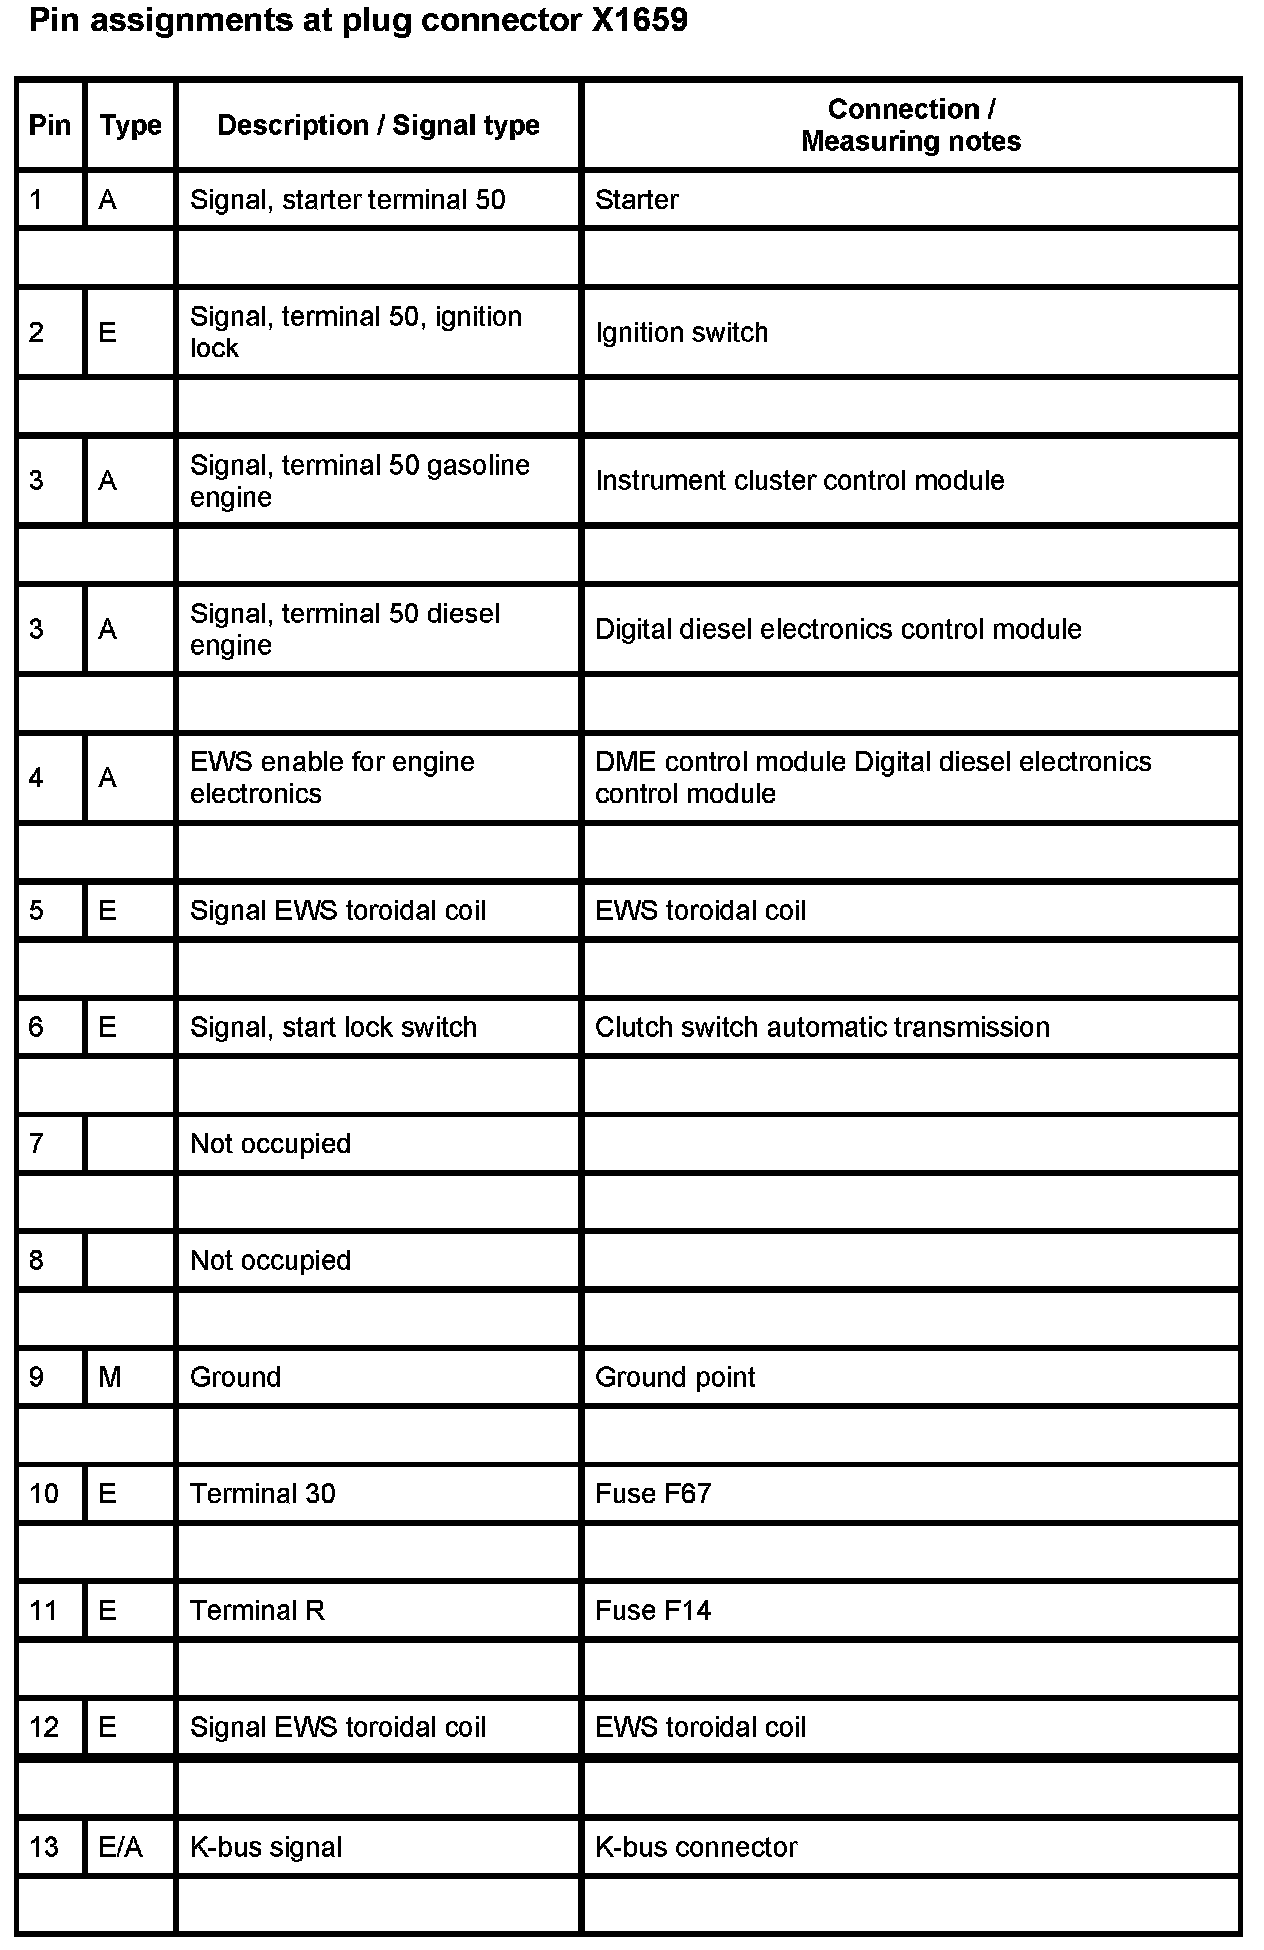 Pin assignments at plug connector X1659
Pin Type Description / Signal type Connection /
Measuring notes
1 A Signal, starter terminal 50 Starter
2 E Signal, terminal 50, ignition
lock Ignition switch
3 A Signal, terminal 50 gasoline
engine Instrument cluster control module
3 A Signal, terminal 50 diesel
engine Digital diesel electronics control module
4 A EWS enable for engine
electronics DME control module Digital diesel electronics
control module
5 E Signal EWS toroidal coil EWS toroidal coil
6 E Signal, start lock switch Clutch switch automatic transmission
7 Not occupied
8 Not occupied
9 M Ground Ground point
10 E Terminal 30 Fuse F67
11 E Terminal R Fuse F14
12 E Signal EWS toroidal coil EWS toroidal coil
13 E/A K-bus signal K-bus connector